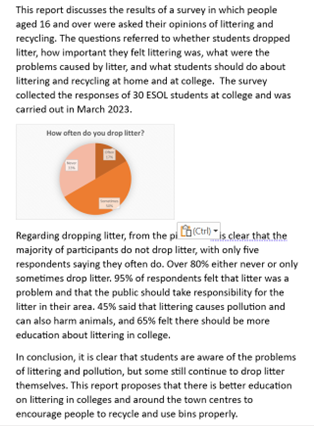 This report discusses the results of a survey in which people
aged 16 and over were asked their opinions of littering and
recycling. The questions referred to whether students dropped
litter, how important they felt littering was, what were the
problems caused by litter, and what students should do about
littering and recycling at home and at college. The survey
collected the responses of 30 ESOL students at college and was
carried out in March 2023.
How often do you drop litter?
Regarding dropping litter, from the pi (Ctrl) is clear that the
majority of participants do not drop litter, with only five
respondents saying they often do. Over 80% either never or only
sometimes drop litter. 95% of respondents felt that litter was a
problem and that the public should take responsibility for the
litter in their area. 45% said that littering causes pollution and
can also harm animals, and 65% felt there should be more
education about littering in college.
In conclusion, it is clear that students are aware of the problems
of littering and pollution, but some still continue to drop litter
themselves. This report proposes that there is better education
on littering in colleges and around the town centres to
encourage people to recycle and use bins properly.